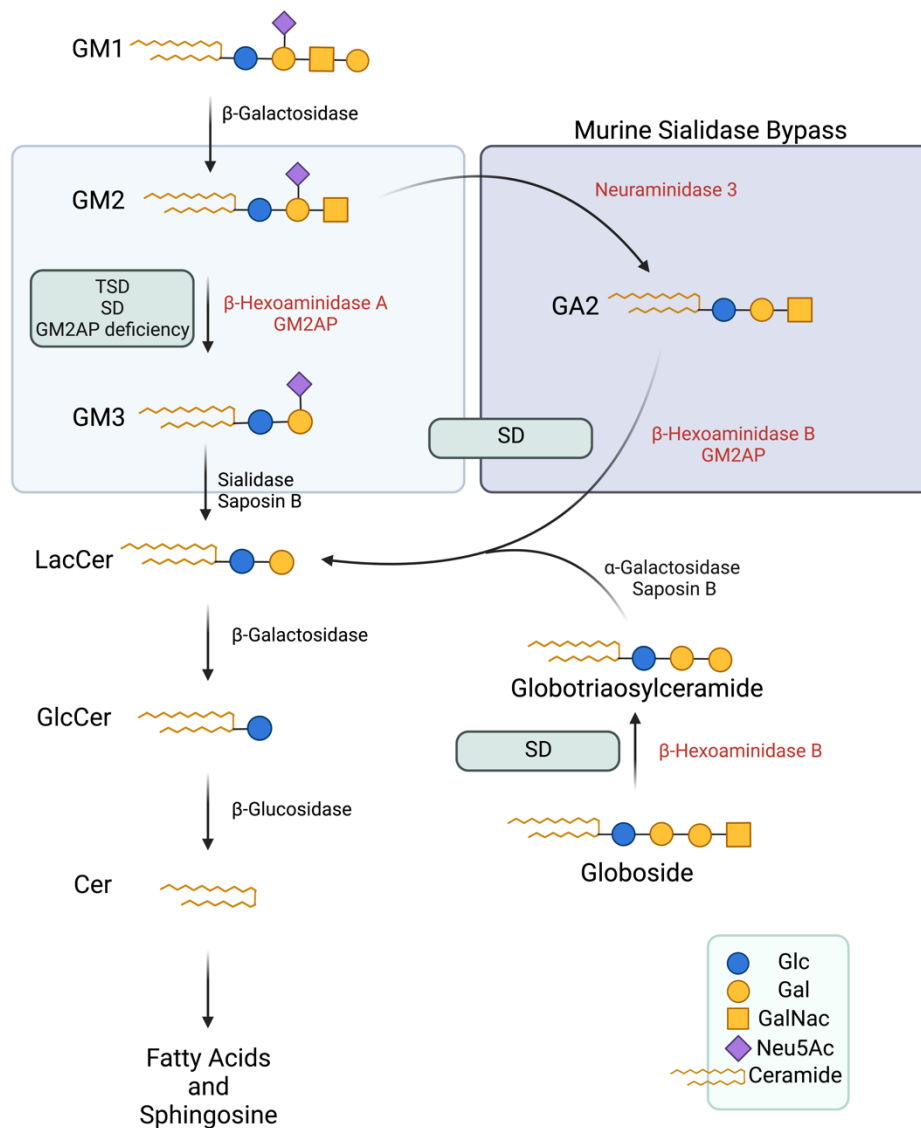 GM1
β-Galactosidase
Murine Sialidase Bypass
GM2
Neuraminidase 3
TSD
SD
GM2AP deficiency
β-Hexoaminidase A
GM2AP
GA2
GM3
SD
β-Hexoaminidase B
GM2AP
Sialidase
Saposin B
LacCer
α-Galactosidase
Saposin B
β-Galactosidase
Globotriaosylceramide
GlcCer
SD
β-Hexoaminidase B
β-Glucosidase
Globoside
Cer
Glc
Gal
GalNac
Neu5Ac
Ceramide
Fatty Acids
and
Sphingosine